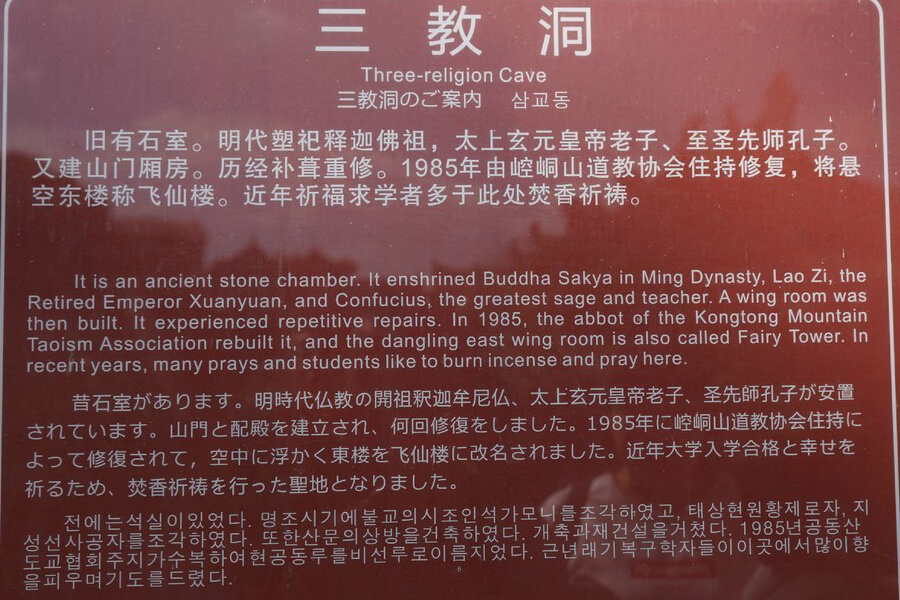 三教洞
Three-religion Cave
三教洞のご案内 삼교동
旧有石室。明代塑祀释迦佛祖，太上玄元皇帝老子、至圣先师孔子。
又建山门厢房。历经补葺重修。1985年由崆峒山道教协会住持修复，将悬
空东楼称飞仙楼。近年祈福求学者多于此处焚香祈祷。
It is an ancient stone chamber. It enshrined Buddha Sakya in Ming Dynasty, Lao Zi, the
Retired Emperor Xuanyuan, and Confucius, the greatest sage and teacher. A wing room was
then built. It experienced repetitive repairs. In 1985, the abbot of the Kongtong Mountain
Taoism Association rebuilt it, and the dangling east wing room is also called Fairy Tower. In
recent years, many prays and students like to burn incense and pray here.
昔石室があります。明時代仏教の開祖釈迦牟尼仏、太上玄元皇帝老子、圣先師孔子が安置
されています。山門と配殿を建立され、何回修復をしました。1985年に崆峒山道教协会住持に
よって修復されて，空中に浮かく東楼を飞仙楼に改名されました。近年大学入学合格と幸せを
祈るため、焚香祈祷を行った聖地となりました。
전에는석실이있었다. 명조시기에불교의시조인석가모니를조각하였고, 태상현원황제로자, 지
성선사공자를조각하였다. 또한산문의상방을건축하였다. 개축과재건설을거쳤다. 1985년공동산
도교협회주지가수복하여현공동루를비선루로이름지었다. 근년래기복구학자들이이곳에서많이향
을피우며기도를드렸다.